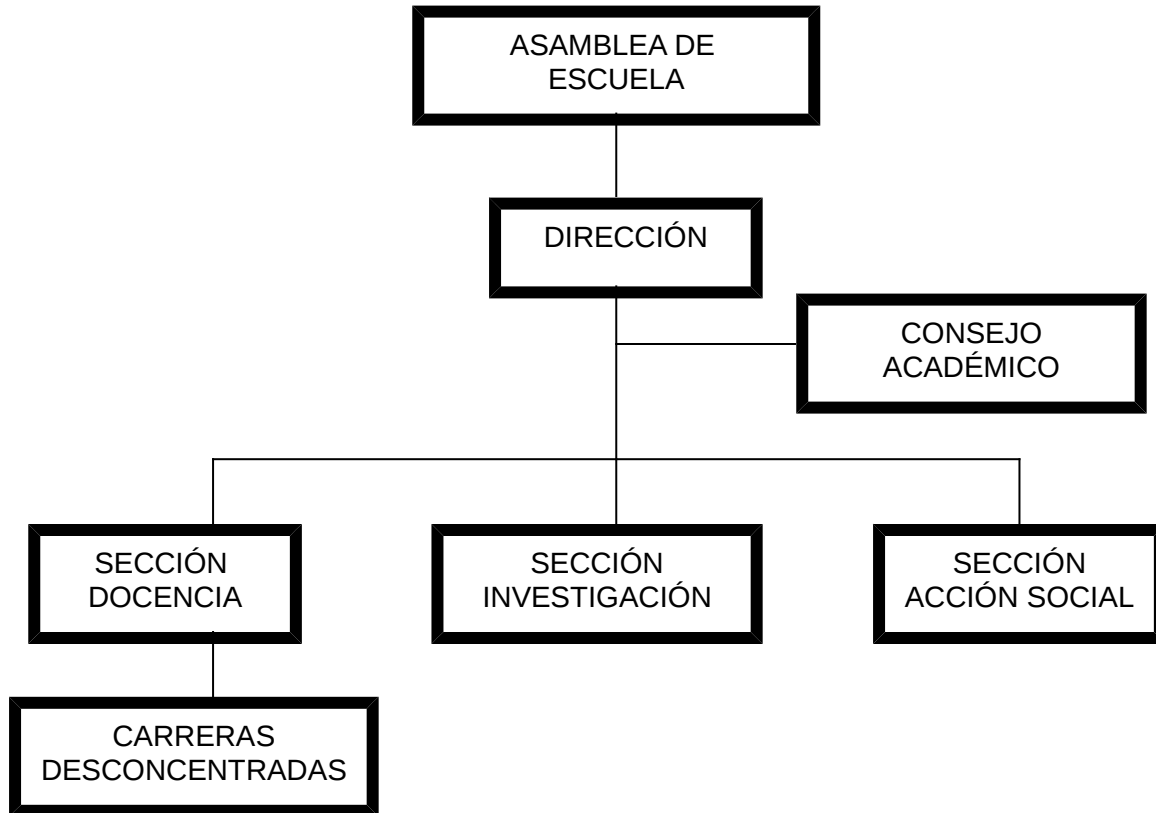 ASAMBLEA DE
ESCUELA
DIRECCIÓN
CONSEJO
ACADÉMICO
SECCIÓN
DOCENCIA
SECCIÓN
INVESTIGACIÓN
SECCIÓN
ACCIÓN SOCIAL
CARRERAS
DESCONCENTRADAS